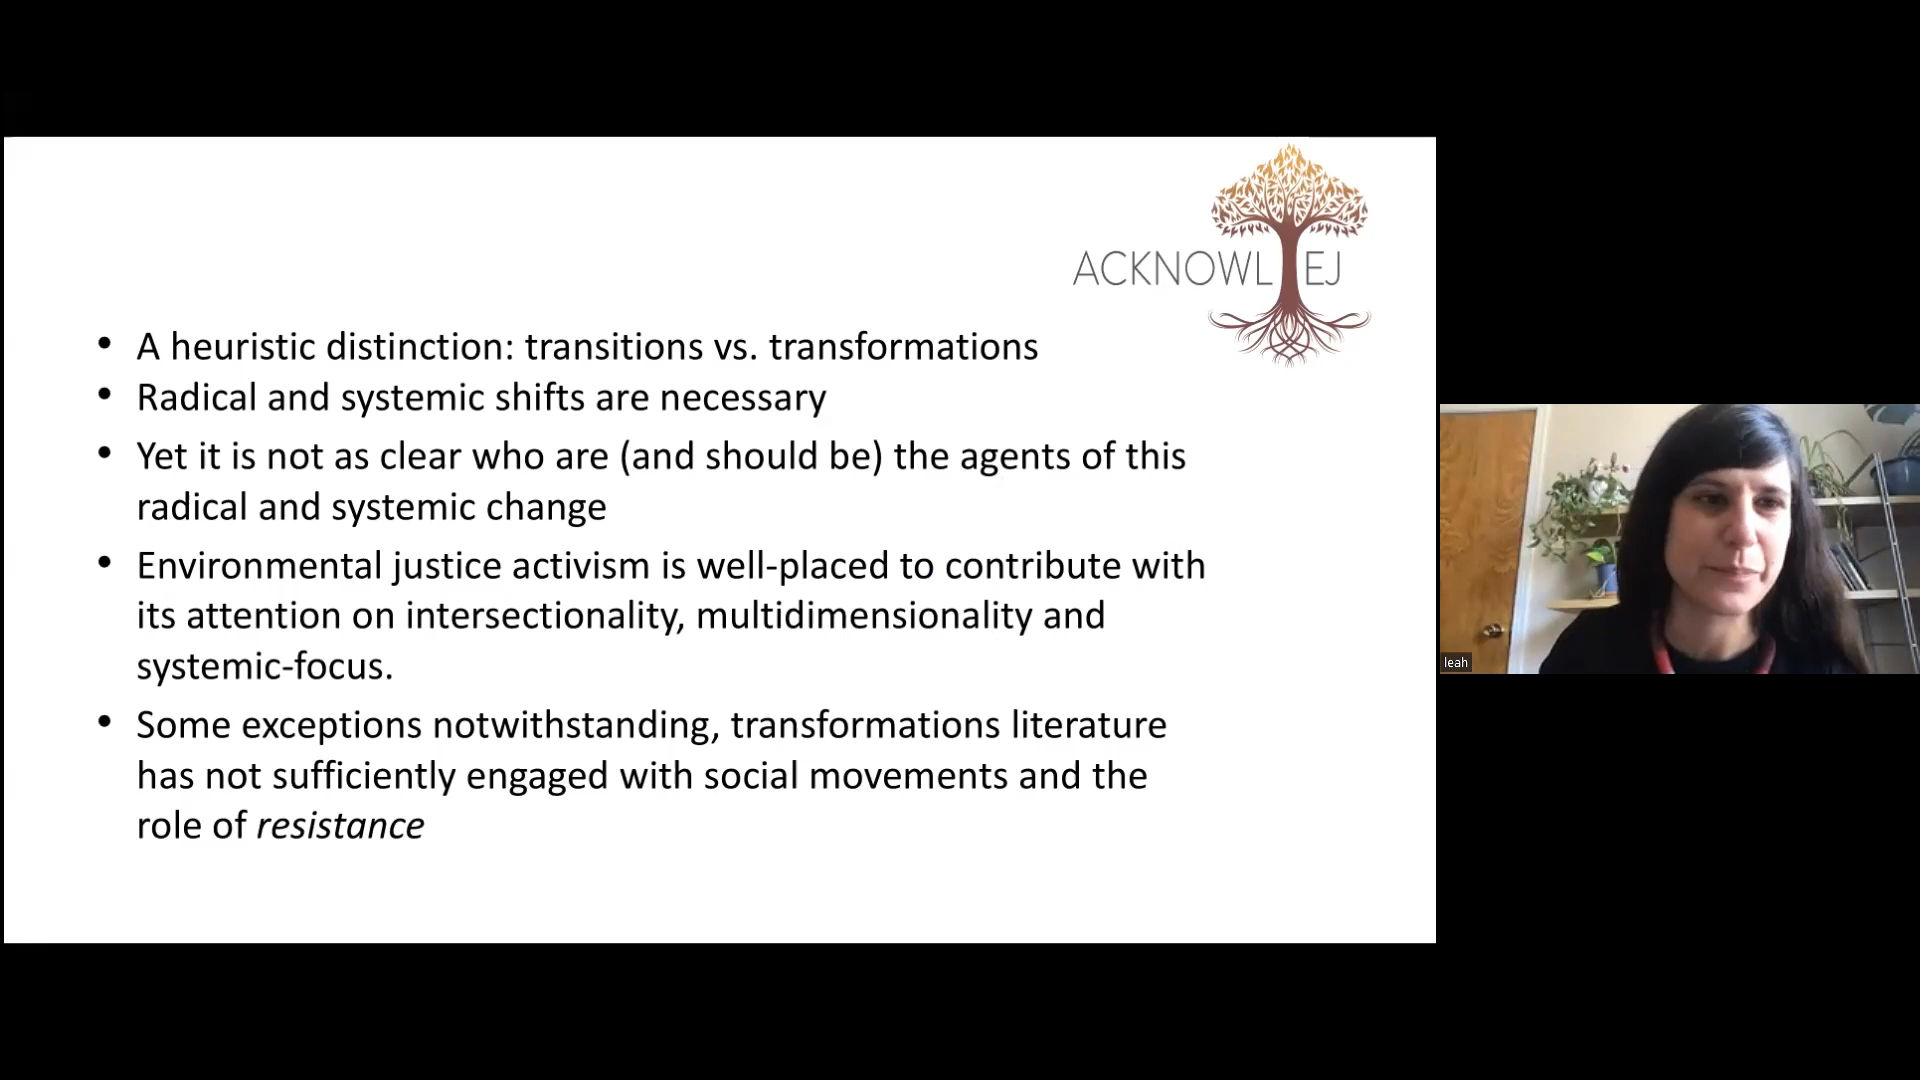 ACKNOWL EJ
• A heuristic distinction: transitions vs. transformations
• Radical and systemic shifts are necessary
• Yet it is not as clear who are (and should be) the agents of this
radical and systemic change
• Environmental justice activism is well-placed to contribute with
its attention on intersectionality, multidimensionality and
systemic-focus.
• Some exceptions notwithstanding, transformations literature
has not sufficiently engaged with social movements and the
role of resistance
leah